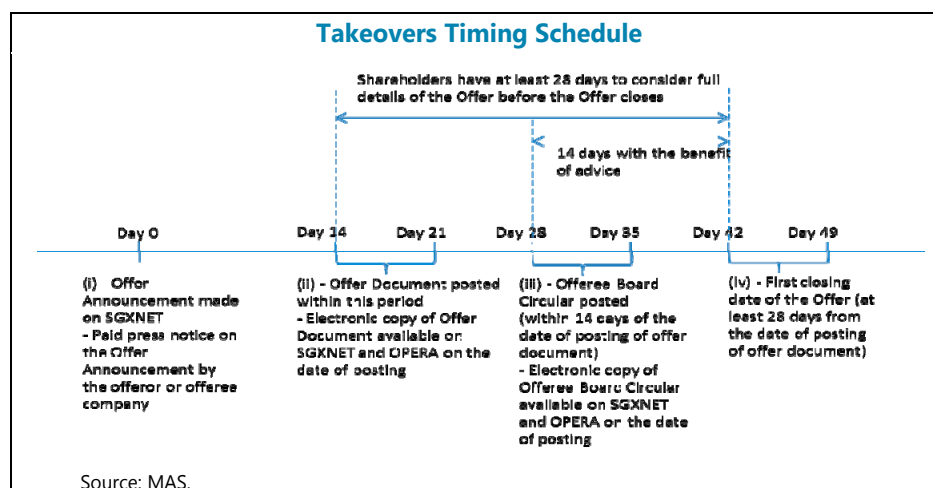 Takeovers Timing Schedule
Shareholders have at least 28 days to consider full
details of the Offer before the Offer closes
14 days with the benefit
of advice
Day 0
Day 14
Day 21
Day 28
Day 35
Day 42
Day 49
(i) Offer
Announcement made
on SGXNET
- Paid press notice on
the Offer
Announcement by
the offeror or offeree
company
(ii) - Offer Document posted
within this period
- Electronic copy of Offer
Document available on
SGXNET and OPERA on the
date of posting
(iii) - Offeree Board
Circular posted
(within 14 days of the
date of posting of offer
document)
- Electronic copy of
Offeree Board Circular
available on SGXNET
and OPERA on the date
of posting
(iv) - First closing
date of the Offer (at
least 28 days from
the date of posting
of offer document)
Source: MAS.